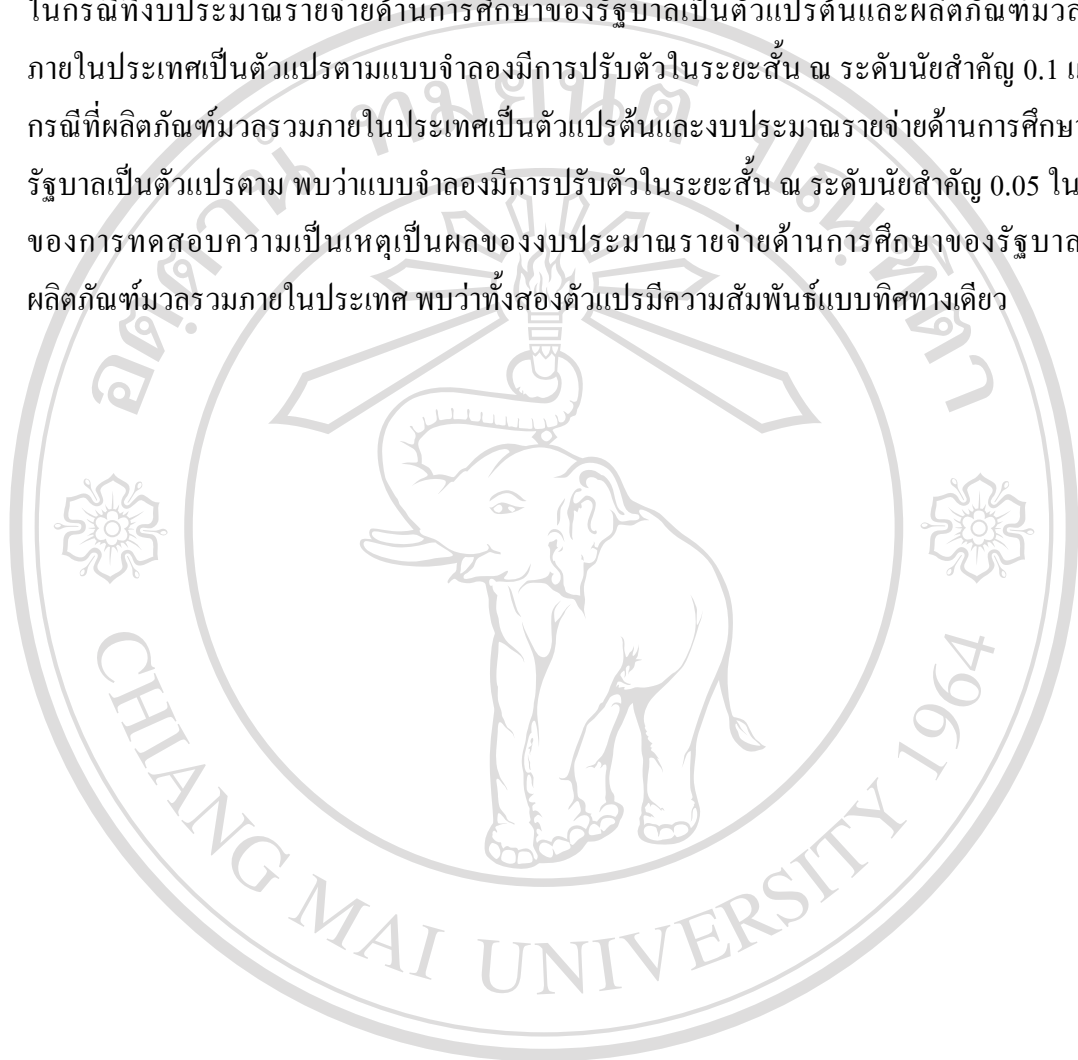 ในกรณีที่งบประมาณรายจ่ายด้านการศึกษาของรัฐบาลเป็นตัวแปรต้นและผลิตภัณฑ์มวล
ภายในประเทศเป็นตัวแปรตามแบบจำลองมีการปรับตัวในระยะสั้น ณ ระดับนัยสำคัญ 0.1 แ
กรณีที่ผลิตภัณฑ์มวลรวมภายในประเทศเป็นตัวแปรต้นและงบประมาณรายจ่ายด้านการศึกษา
รัฐบาลเป็นตัวแปรตาม พบว่าแบบจำลองมีการปรับตัวในระยะสั้น ณ ระดับนัยสำคัญ 0.05 ใน
ของการทดสอบความเป็นเหตุเป็นผลของงบประมาณรายจ่ายด้านการศึกษาของรัฐบาล
ผลิตภัณฑ์มวลรวมภายในประเทศ พบว่าทั้งสองตัวแปรมีความสัมพันธ์แบบทิศทางเดียว
อตฺตานํ ทมยนฺติ ปณฺฑิตา
CHIANG MAI UNIVERSITY 1964